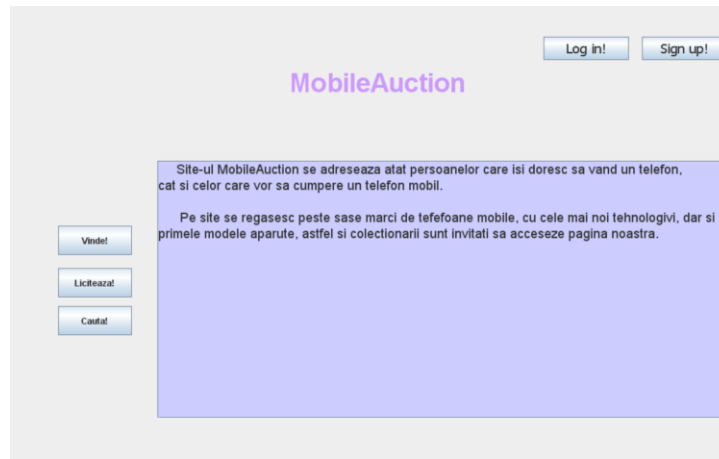 Log in! Sign up!
MobileAuction
Site-ul MobileAuction se adreseaza atat persoanelor care isi doresc sa vand un telefon,
cat si celor care vor sa cumpere un telefon mobil.
Pe site se regasesc peste sase marci de tefefoane mobile, cu cele mai noi tehnologivi, dar si
primele modele aparute, astfel si colectionarii sunt invitati sa acceseze pagina noastra.
Vinde!
Liciteaza!
Cauta!